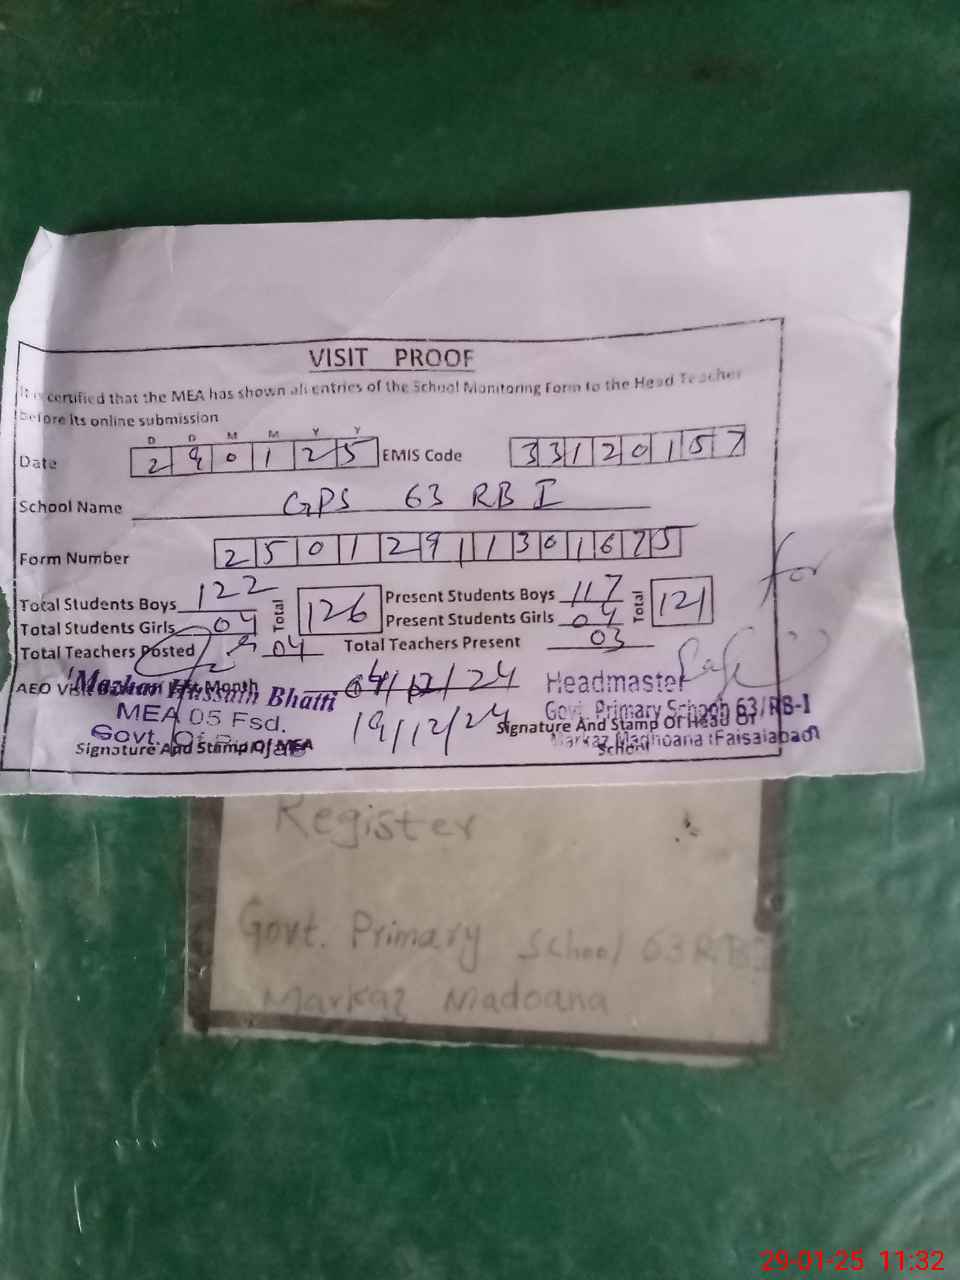 VISIT PROOF
It is certified that the MEA has shown all entries of the School Monitoring Form to the Head Teacher
before its online submission
D D M M Y Y
Date 2 9 0 1 2 5 EMIS Code 3 3 1 2 0 1 5 7
School Name GPS 63 RB I
Form Number 2 5 0 1 2 9 1 1 3 0 1 6 7 5
Total Students Boys 122 Total 126 Present Students Boys 117 Total 121
Total Students Girls 04 Present Students Girls 04
Total Teachers Posted 04 Total Teachers Present 03
for
AEO Month 04/12/24
19/12/24
Mazhar Hussain Bhatti
MEA 05 Fsd.
Govt. Of
Signature And Stamp Of MEA
Headmaster
Govt. Primary School 63/RB-I
Signature And Stamp Of Head Of
Markaz Madhoana (Faisalabad)
School
Register
Govt. Primary School 63 RBI
Markaz Madoana
29-01-25 11:32